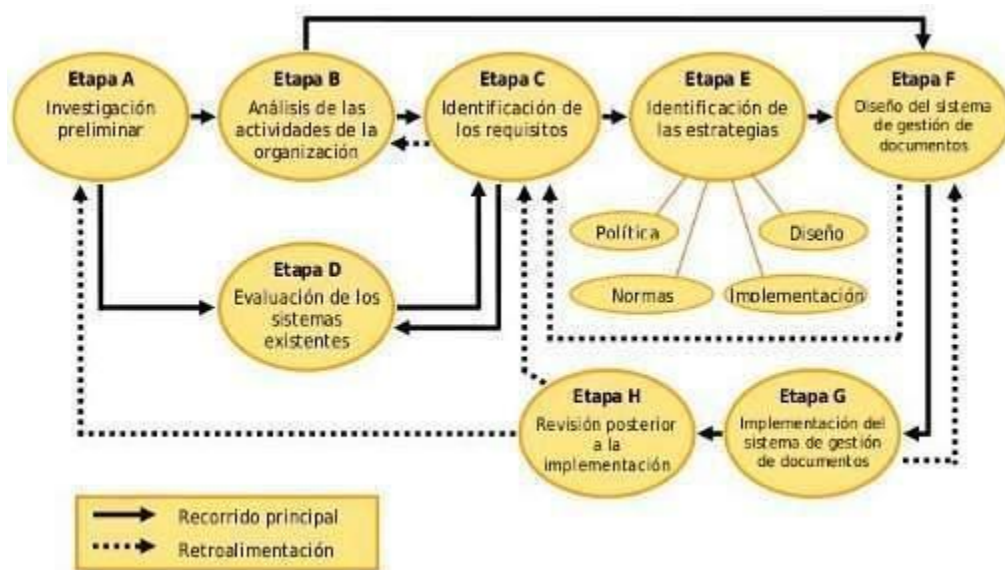 Etapa A
Investigación
preliminar
Etapa B
Análisis de las
actividades de la
organización
Etapa C
Identificación de
los requisitos
Etapa E
Identificación de
las estrategias
Etapa F
Diseño del sistema
de gestión de
documentos
Política
Diseño
Normas
Implementación
Etapa D
Evaluación de los
sistemas
existentes
Etapa H
Revisión posterior
a la
implementación
Etapa G
Implementación del
sistema de gestión
de documentos
Recorrido principal
Retroalimentación